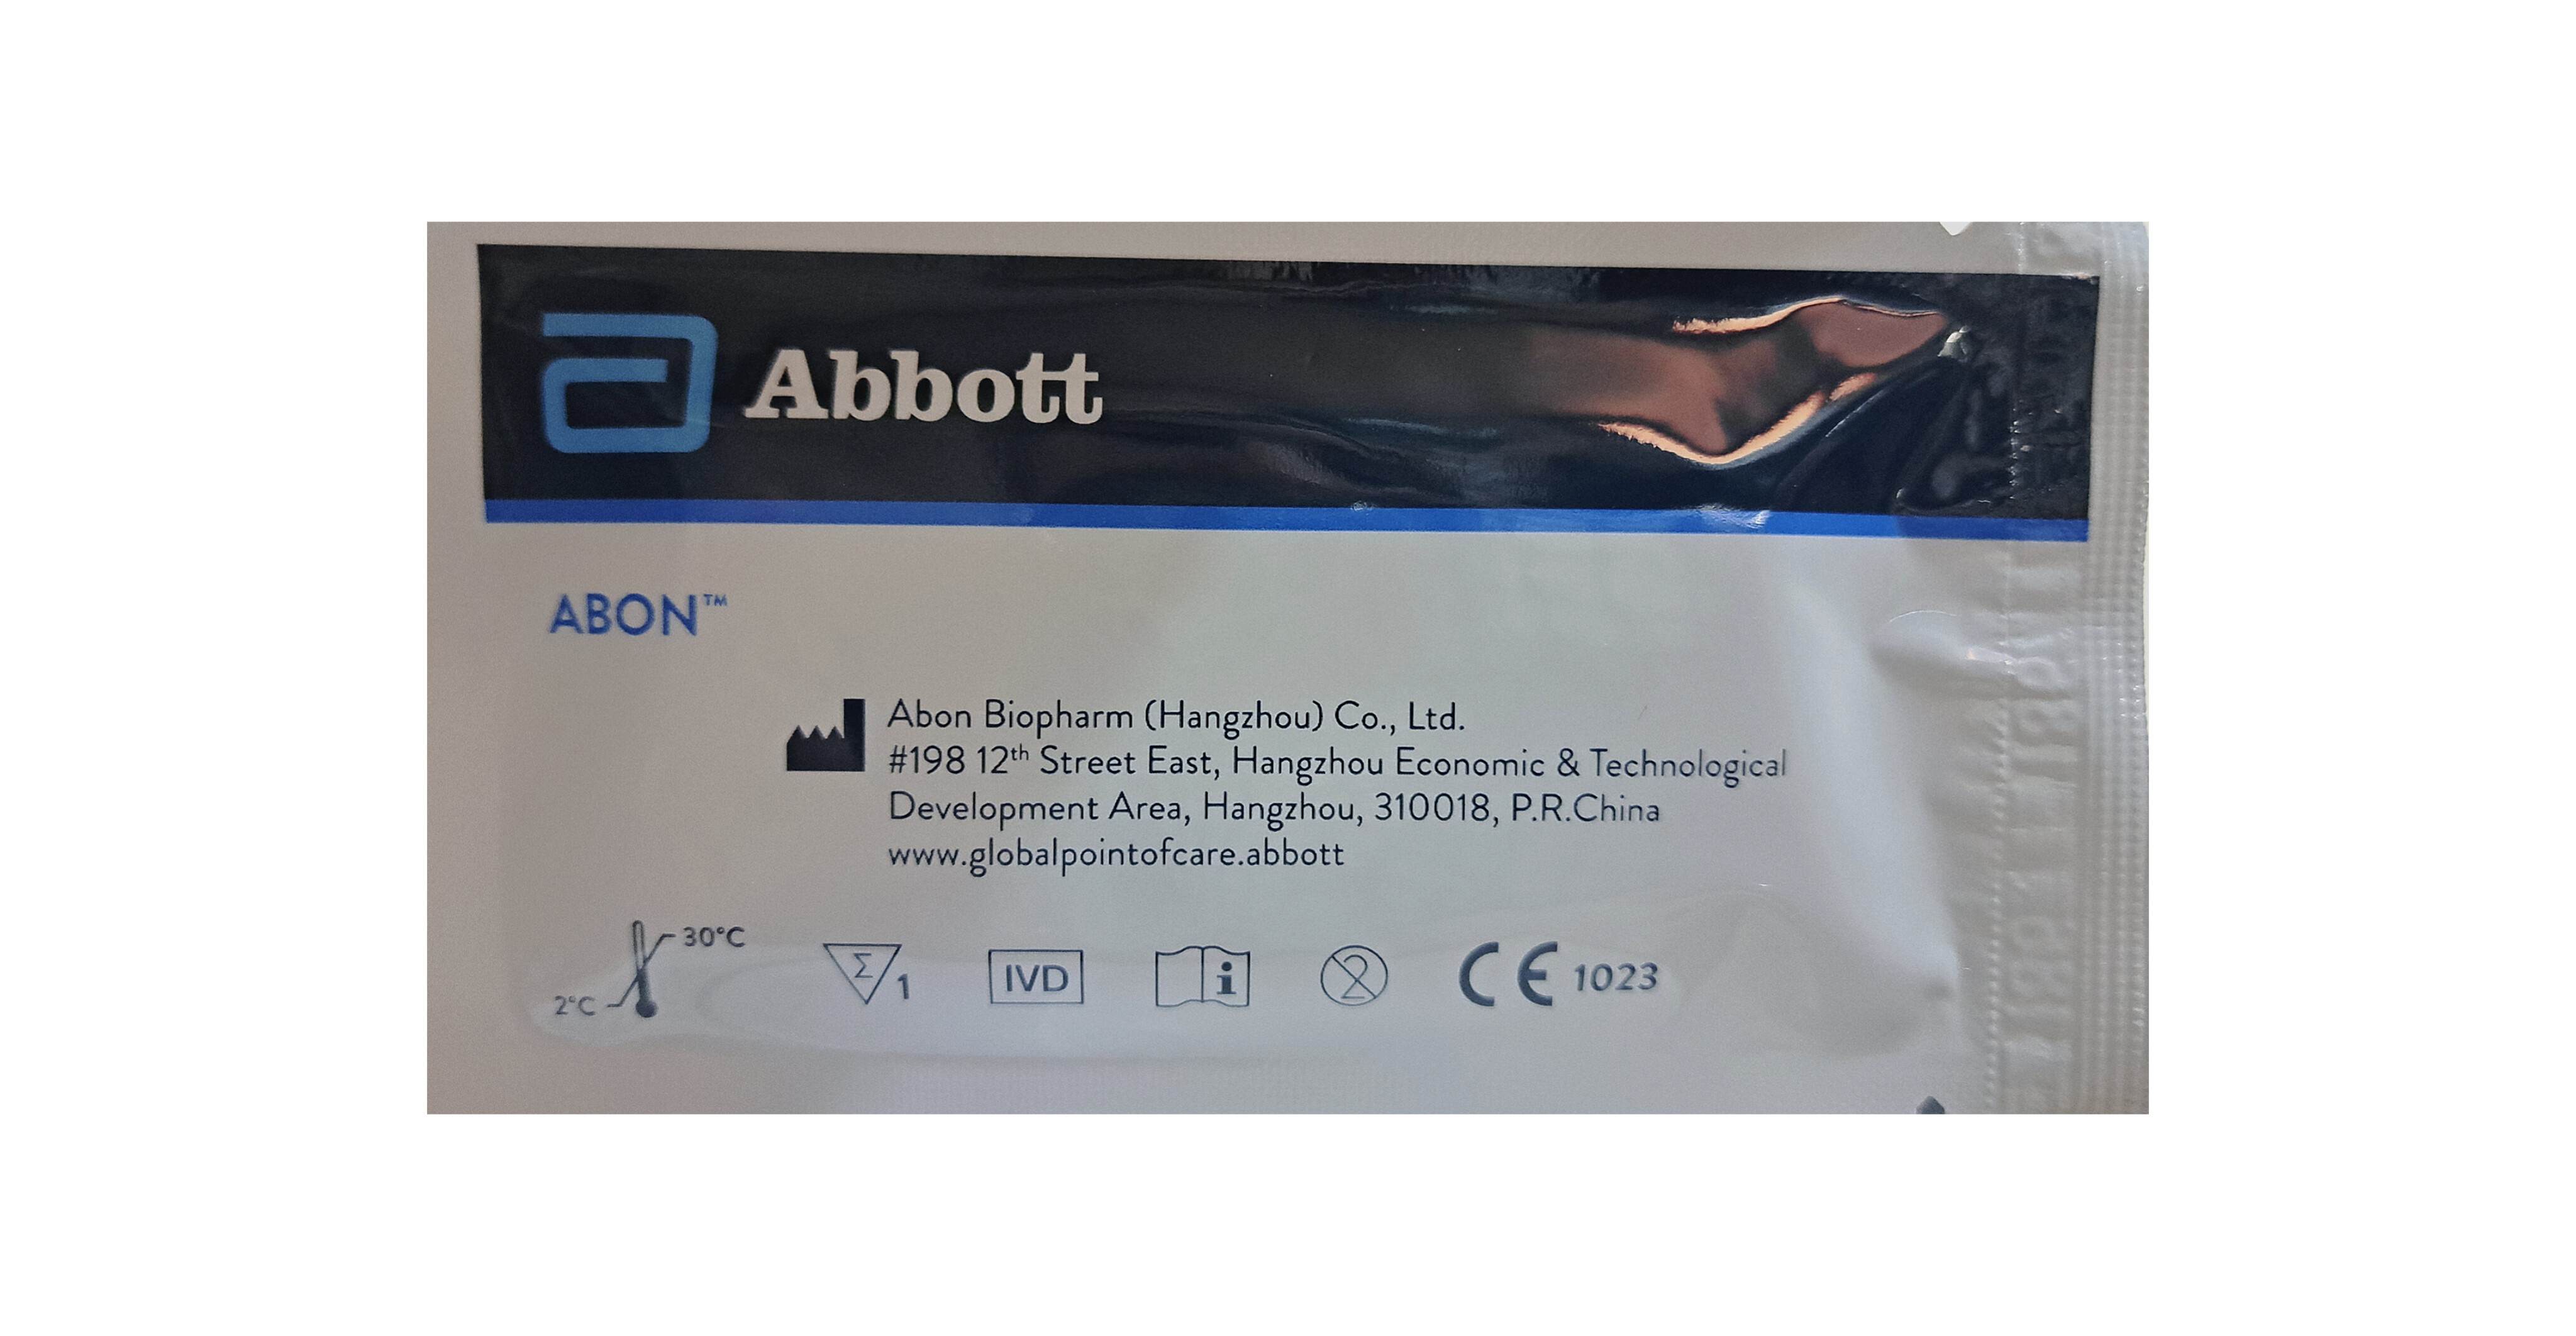 Abbott
ABON™
Abon Biopharm (Hangzhou) Co., Ltd.
#198 12th Street East, Hangzhou Economic & Technological
Development Area, Hangzhou, 310018, P.R.China
www.globalpointofcare.abbott
30°C
2°C
Σ 1
IVD
i
2
CE 1023